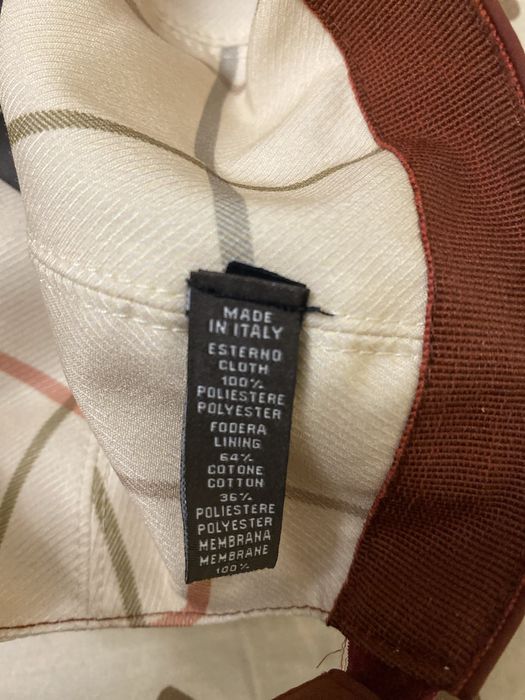 MADE
IN ITALY
ESTERNO
CLOTH
100%
POLIESTERE
POLYESTER
FODERA
LINING
64%
COTONE
COTTON
36%
POLIESTERE
POLYESTER
MEMBRANA
MEMBRANE
100%